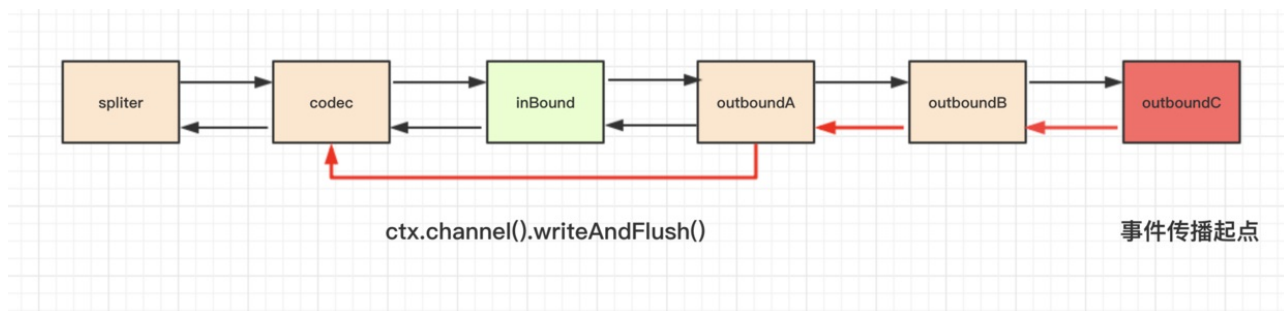 spliter
codec
inBound
outboundA
outboundB
outboundC
ctx.channel().writeAndFlush()
事件传播起点